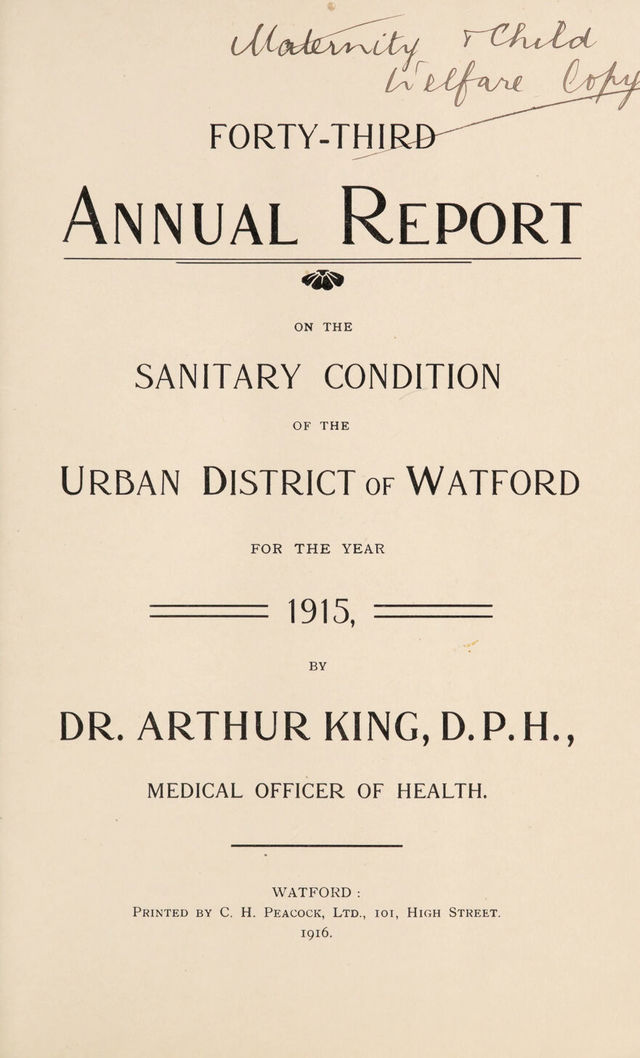 Maternity & Child
Welfare Copy
FORTY-THIRD
ANNUAL REPORT
ON THE
SANITARY CONDITION
OF THE
URBAN DISTRICT OF WATFORD
FOR THE YEAR
1915,
BY
DR. ARTHUR KING, D.P.H.,
MEDICAL OFFICER OF HEALTH.
WATFORD :
PRINTED BY C. H. PEACOCK, LTD., 101, HIGH STREET.
1916.